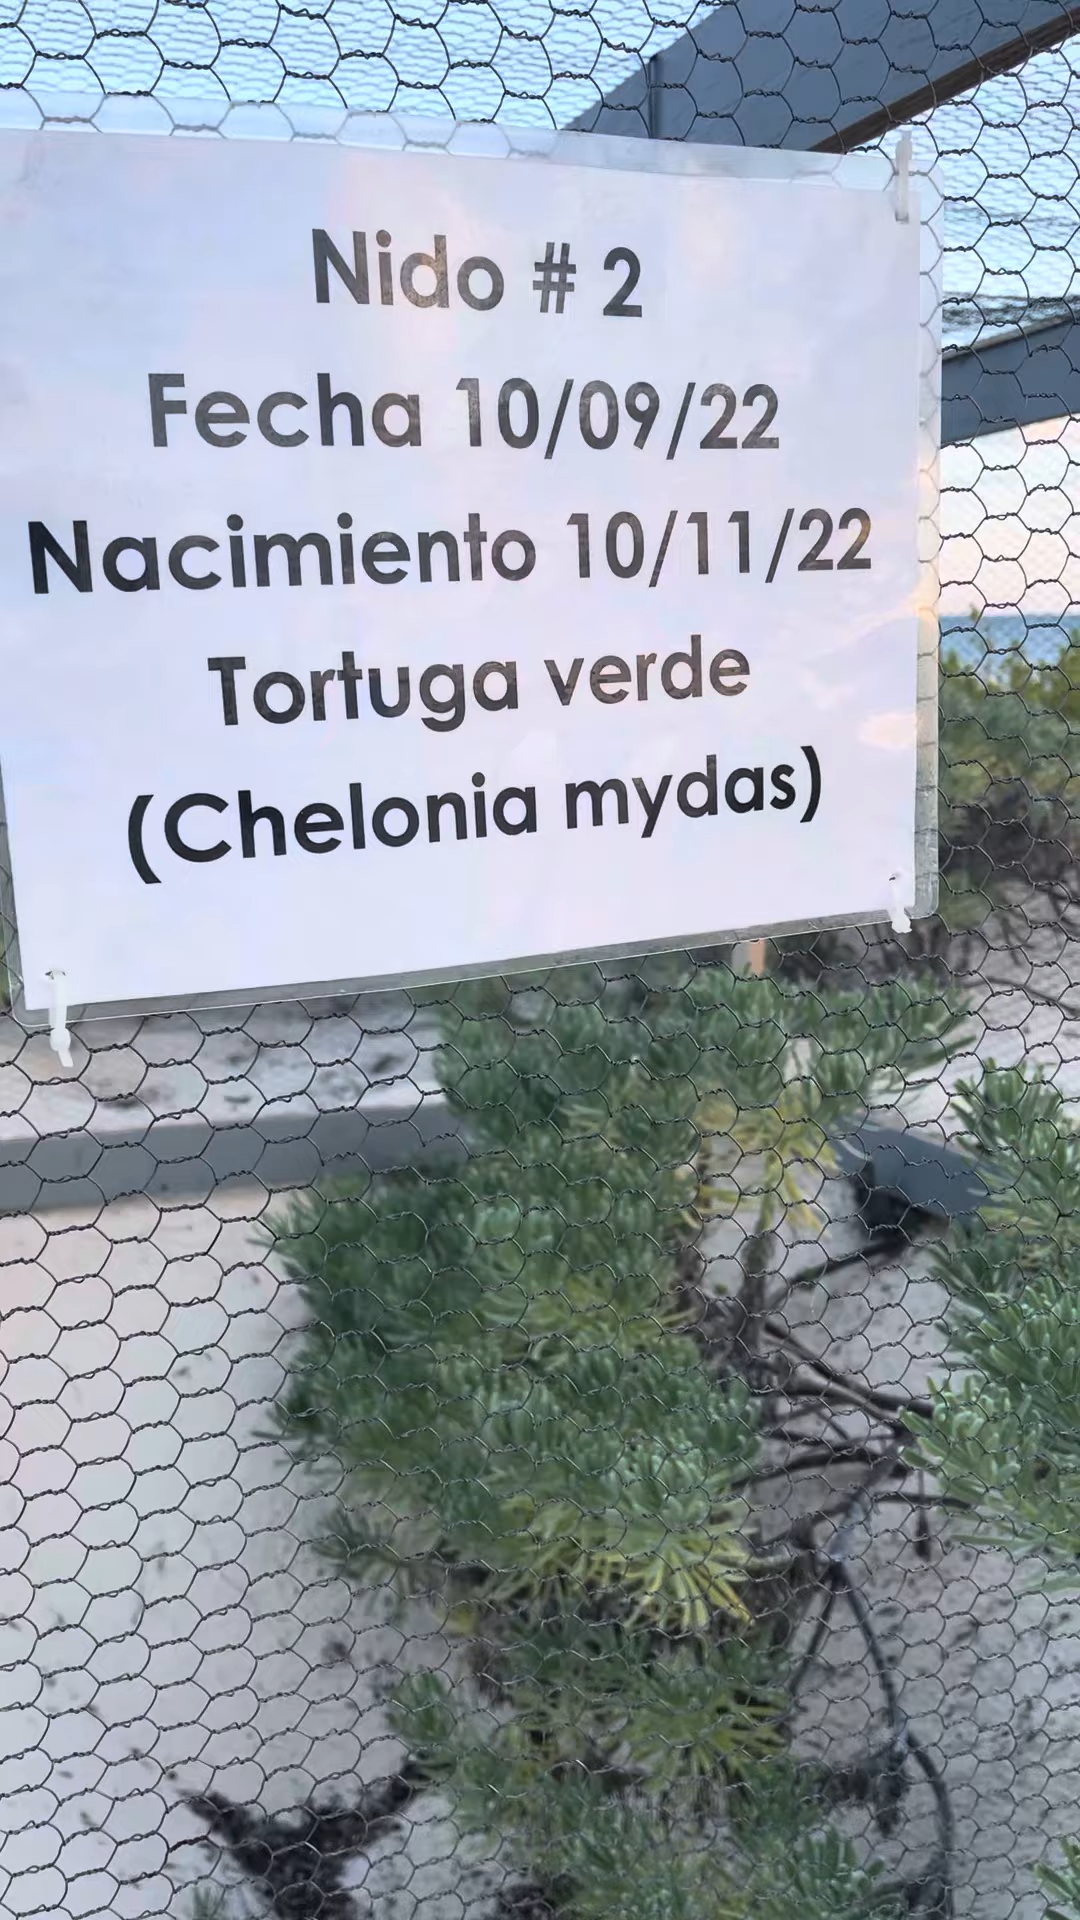 Nido # 2
Fecha 10/09/22
Nacimiento 10/11/22
Tortuga verde
(Chelonia mydas)